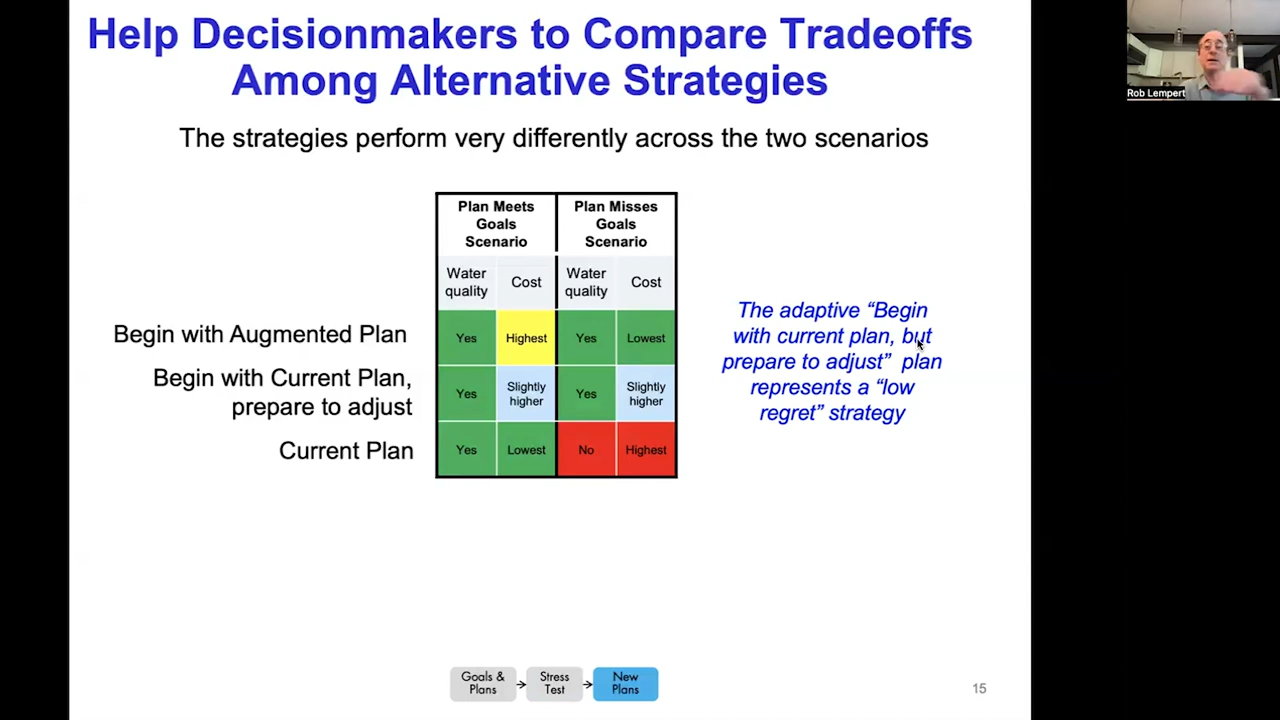 Help Decisionmakers to Compare Tradeoffs
Among Alternative Strategies
The strategies perform very differently across the two scenarios
Plan Meets
Goals
Scenario
Plan Misses
Goals
Scenario
Water
quality
Cost
Water
quality
Cost
Begin with Augmented Plan
Yes
Highest
Yes
Lowest
Begin with Current Plan,
prepare to adjust
Yes
Slightly
higher
Yes
Slightly
higher
Current Plan
Yes
Lowest
No
Highest
The adaptive “Begin
with current plan, but
prepare to adjust” plan
represents a “low
regret” strategy
Goals &
Plans
Stress
Test
New
Plans
15
Rob Lempert